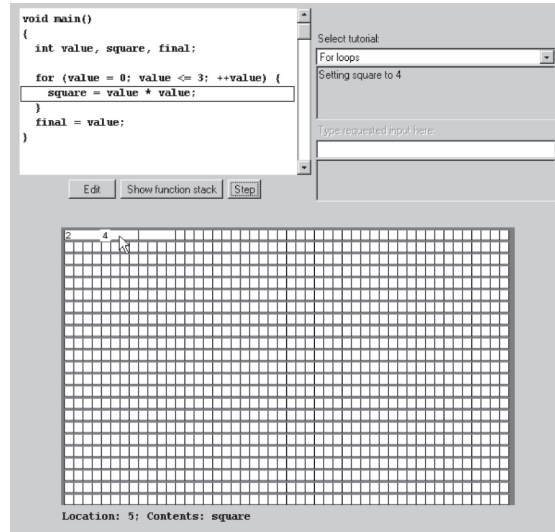 void main()
{
int value, square, final;
for (value = 0; value <= 3; ++value) {
square = value * value;
}
final = value;
}
Select tutorial:
For loops
Setting square to 4
Type requested input here:
Edit
Show function stack
Step
2 4
Location: 5; Contents: square